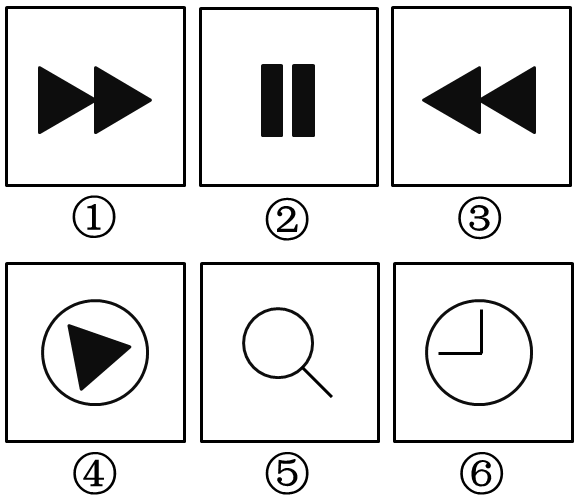 ① ② ③
④ ⑤ ⑥